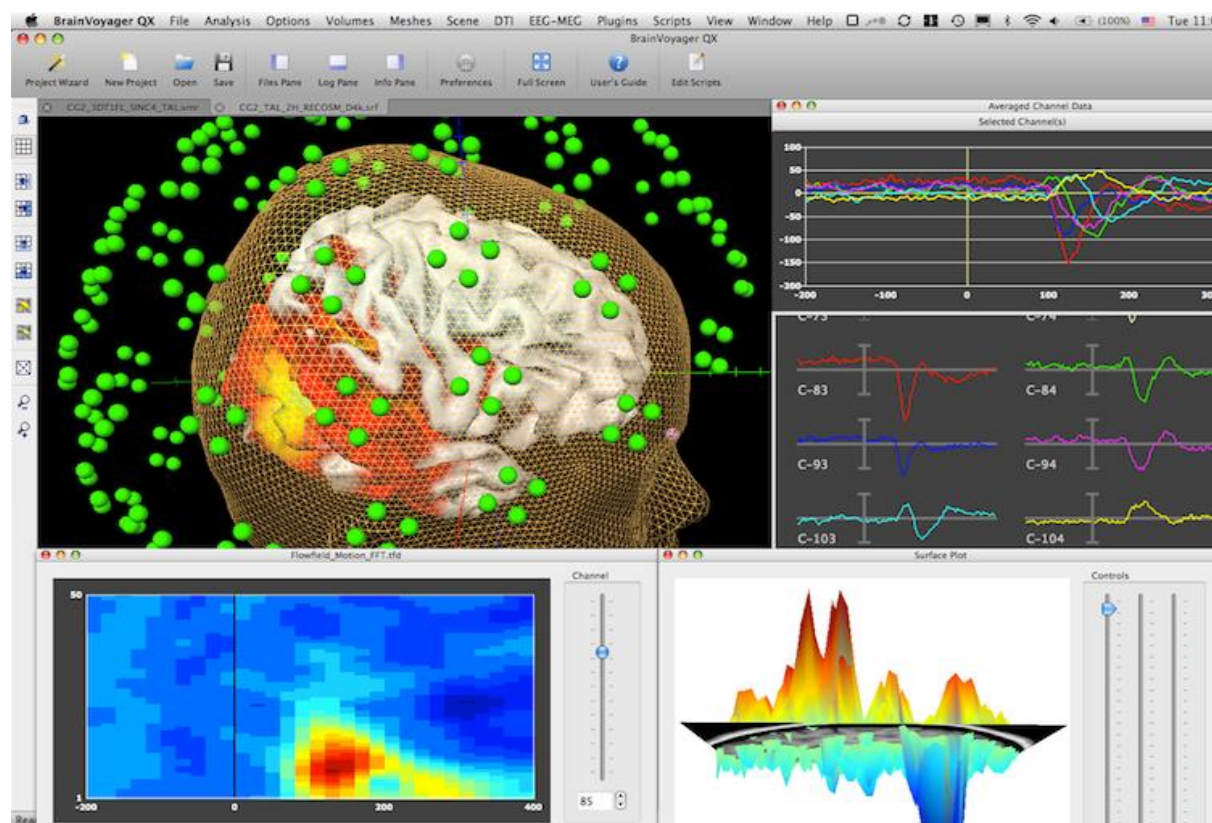 BrainVoyager QX File Analysis Options Volumes Meshes Scene DTI EEG-MEG Plugins Scripts View Window Help (100%) Tue 11:
BrainVoyager QX
Project Wizard New Project Open Save Files Pane Log Pane Info Pane Preferences Full Screen User's Guide Edit Scripts
CG2_3DT1FL_SINC4_TAL.vmr CG2_TAL_2H_RECOSM_D4k.srf
Averaged Channel Data
Selected Channel(s)
100
50
0
-50
-100
-150
-200 -100 0 100 200
C-73 C-74
C-83 C-84
C-93 C-94
C-103 C-104
Flowfield_Motion_FFT.tfd
Channel
50
1
-200 0 200 400
85
Surface Plot
Controls